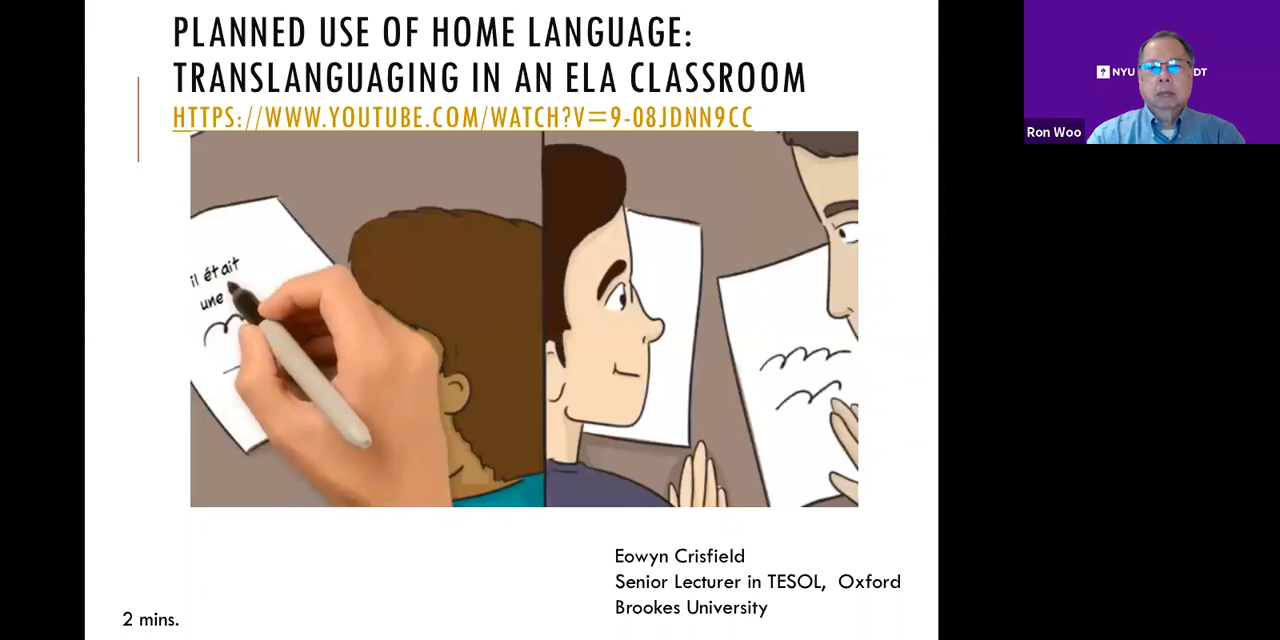 PLANNED USE OF HOME LANGUAGE:
TRANSLANGUAGING IN AN ELA CLASSROOM
HTTPS://WWW.YOUTUBE.COM/WATCH?V=9-08JDNN9CC
il était
une
Eowyn Crisfield
Senior Lecturer in TESOL, Oxford
Brookes University
2 mins.
NYU DT
Ron Woo